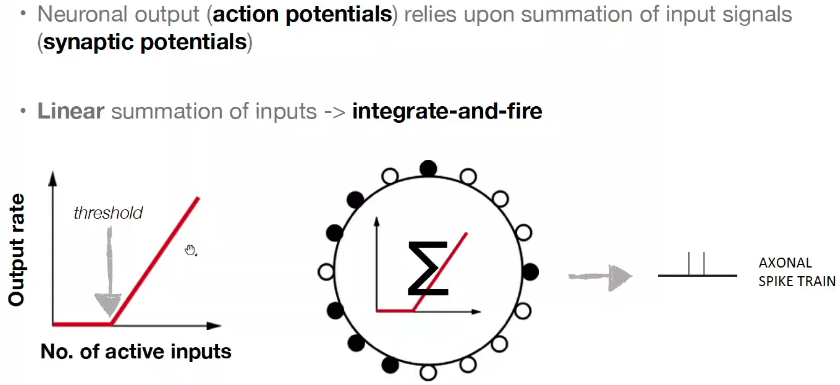 • Neuronal output (action potentials) relies upon summation of input signals
(synaptic potentials)
• Linear summation of inputs -> integrate-and-fire
threshold
Output rate
No. of active inputs
Σ
AXONAL
SPIKE TRAIN